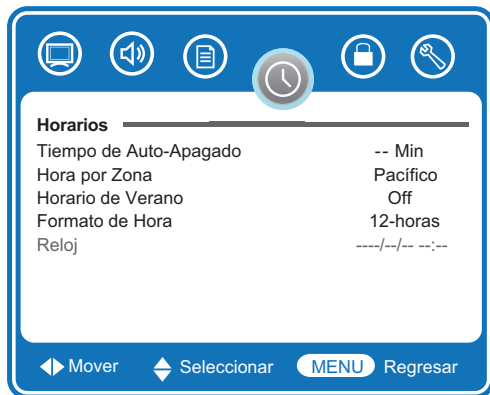 Horarios
Tiempo de Auto-Apagado -- Min
Hora por Zona Pacífico
Horario de Verano Off
Formato de Hora 12-horas
Reloj ----/--/-- --:--
Mover Seleccionar MENU Regresar